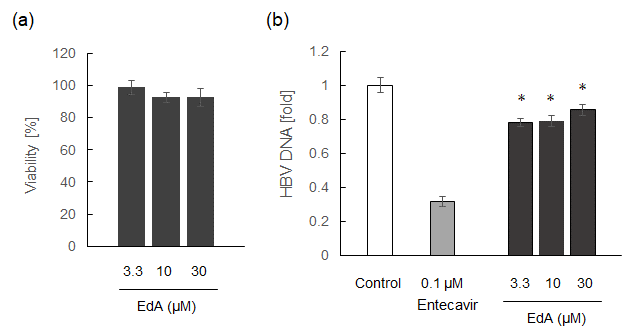 (a)
Viability [%]
120
100
80
60
40
20
0
3.3 10 30
EdA (μM)
(b)
HBV DNA [fold]
1.2
1
0.8
0.6
0.4
0.2
0
* * *
Control 0.1 μM 3.3 10 30
Entecavir
EdA (μM)